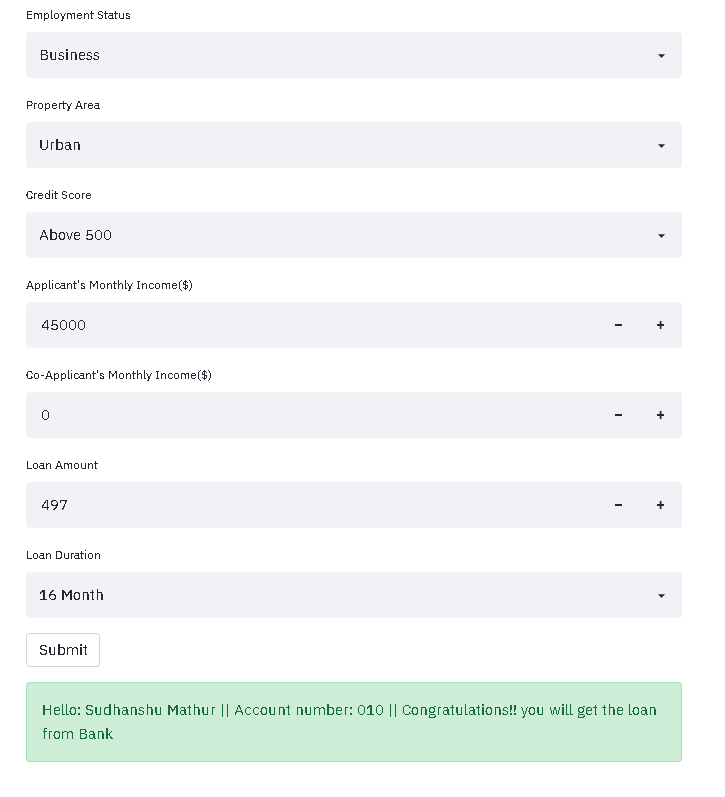 Employment Status
Business
Property Area
Urban
Credit Score
Above 500
Applicant's Monthly Income($)
45000
Co-Applicant's Monthly Income($)
0
Loan Amount
497
Loan Duration
16 Month
Submit
Hello: Sudhanshu Mathur || Account number: 010 || Congratulations!! you will get the loan
from Bank